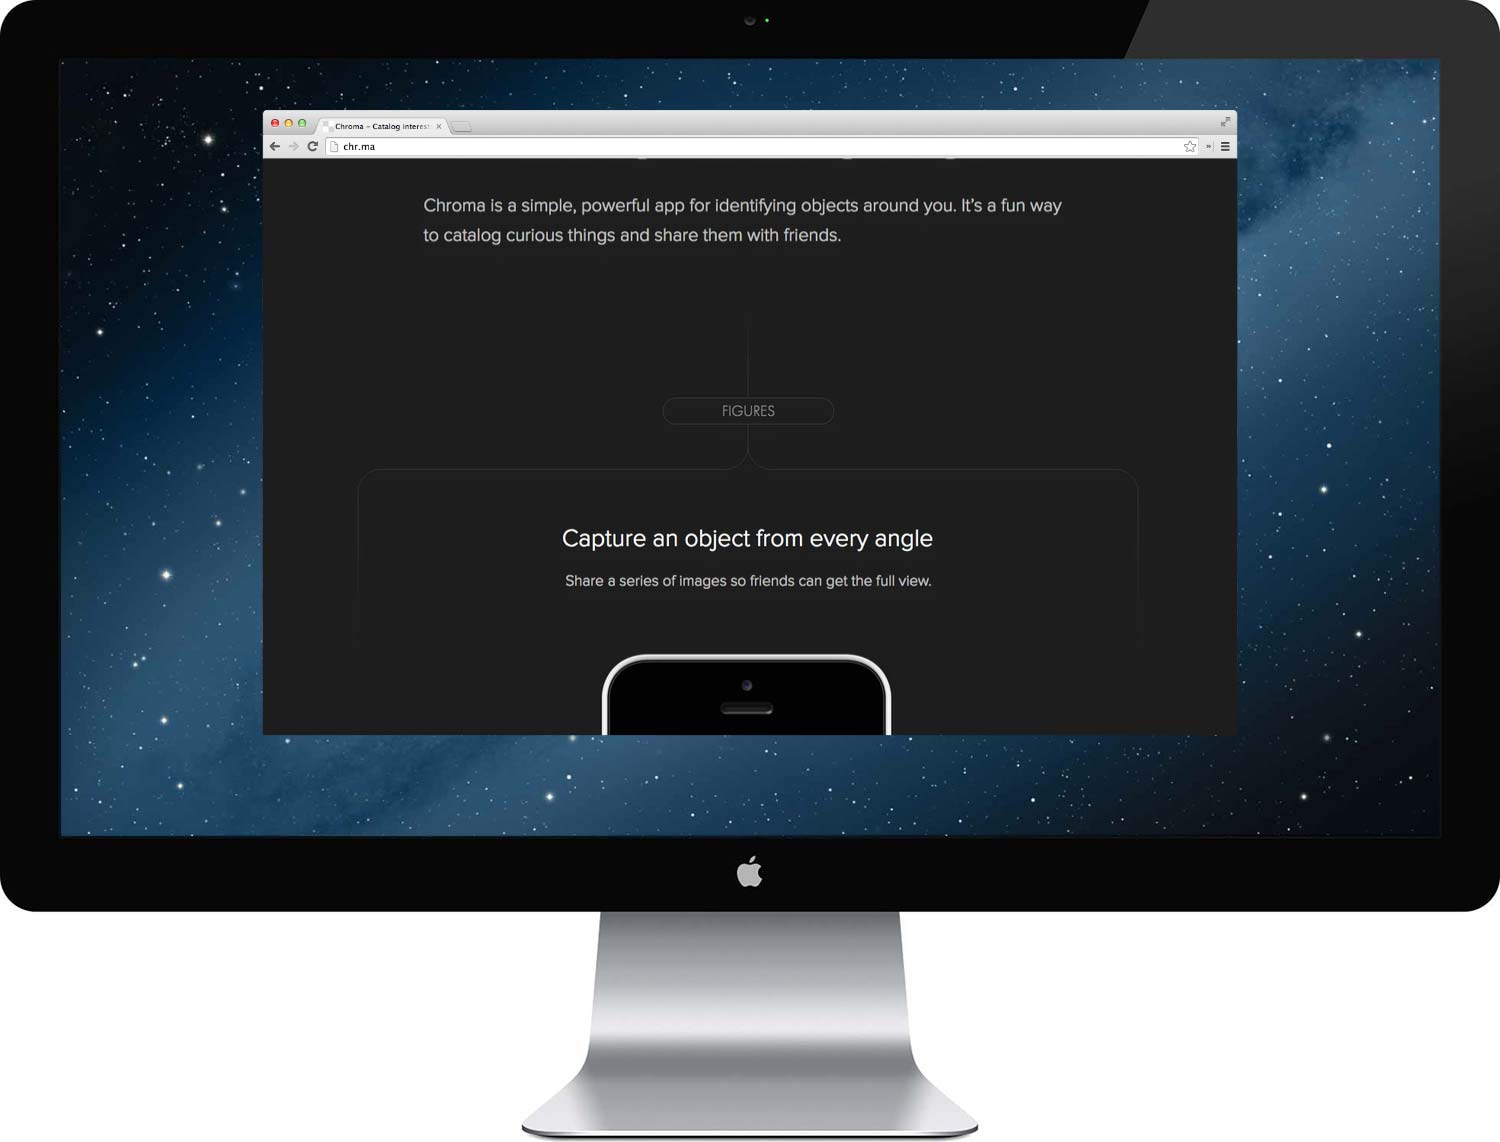 Chroma – Catalog interest
chr.ma
Chroma is a simple, powerful app for identifying objects around you. It's a fun way
to catalog curious things and share them with friends.
FIGURES
Capture an object from every angle
Share a series of images so friends can get the full view.